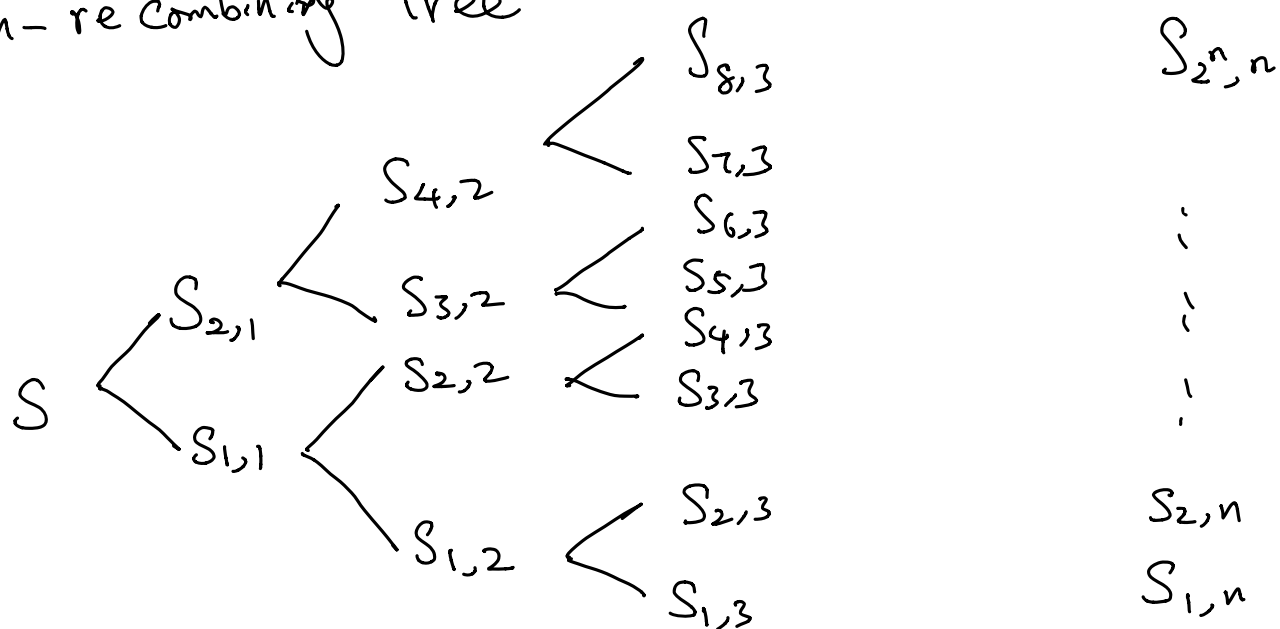 n-recombining Tree
S_{8,3} S_{2^n,n}
S_{7,3}
S_{4,2}
S_{6,3}
S_{5,3}
S_{3,2}
S_{2,1}
S_{4,3}
S_{2,2}
S_{3,3}
S
S_{1,1}
S_{2,3} S_{2,n}
S_{1,2}
S_{1,3} S_{1,n}